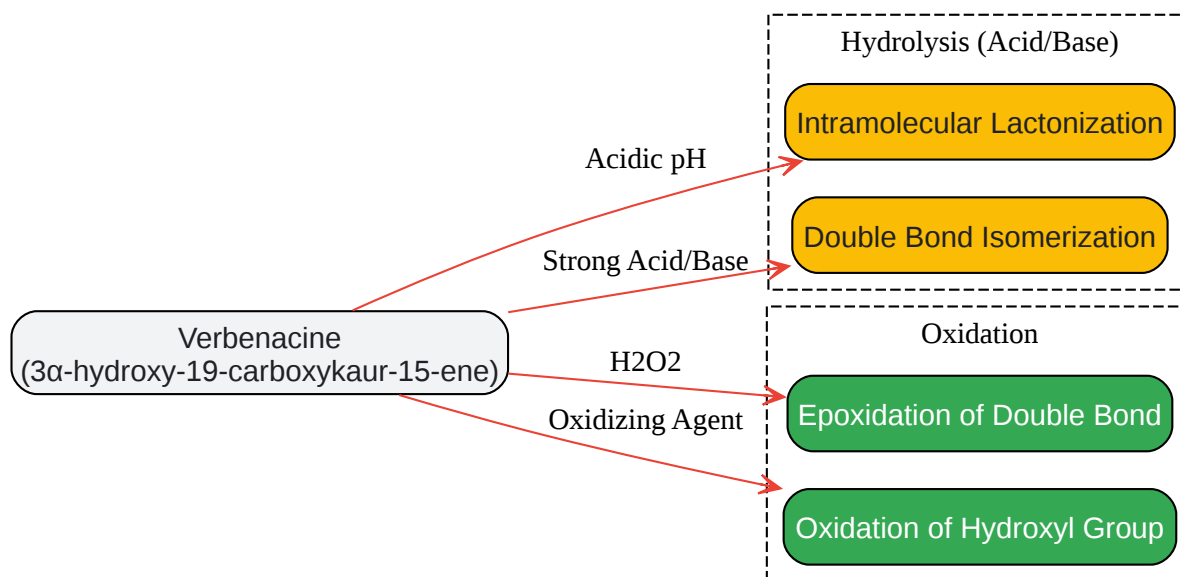 Hydrolysis (Acid/Base)
Intramolecular Lactonization
Acidic pH
Double Bond Isomerization
Strong Acid/Base
Verbenacine
(3α-hydroxy-19-carboxykaur-15-ene)
Oxidation
H2O2
Epoxidation of Double Bond
Oxidizing Agent
Oxidation of Hydroxyl Group